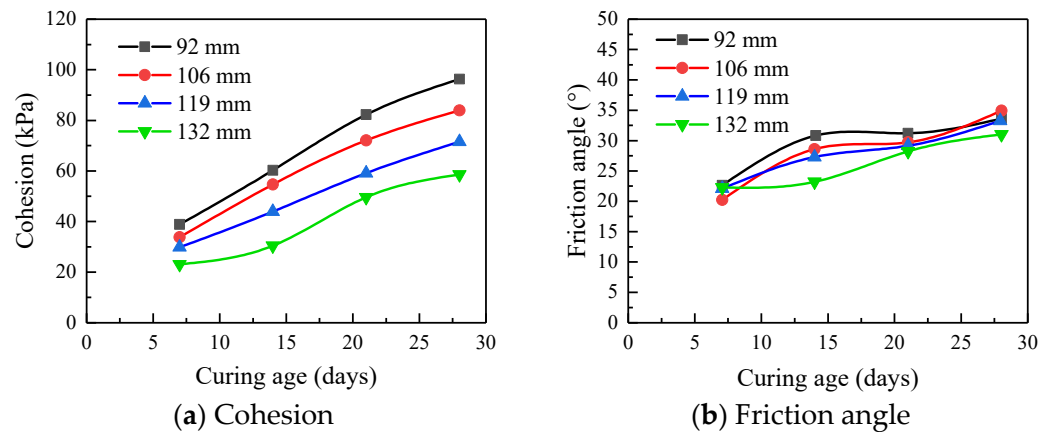 120
100
80
60
40
20
0
Cohesion (kPa)
92 mm
106 mm
119 mm
132 mm
0 5 10 15 20 25 30
Curing age (days)
(a) Cohesion
50
45
40
35
30
25
20
15
10
5
0
Friction angle (°)
92 mm
106 mm
119 mm
132 mm
0 5 10 15 20 25 30
Curing age (days)
(b) Friction angle